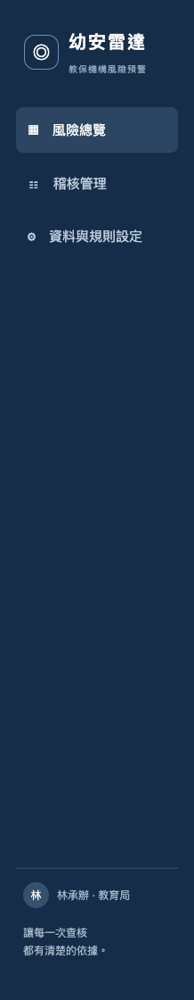 幼安雷達
教保機構風險預警
風險總覽
稽核管理
資料與規則設定
林 林承辦 · 教育局
讓每一次查核
都有清楚的依據。